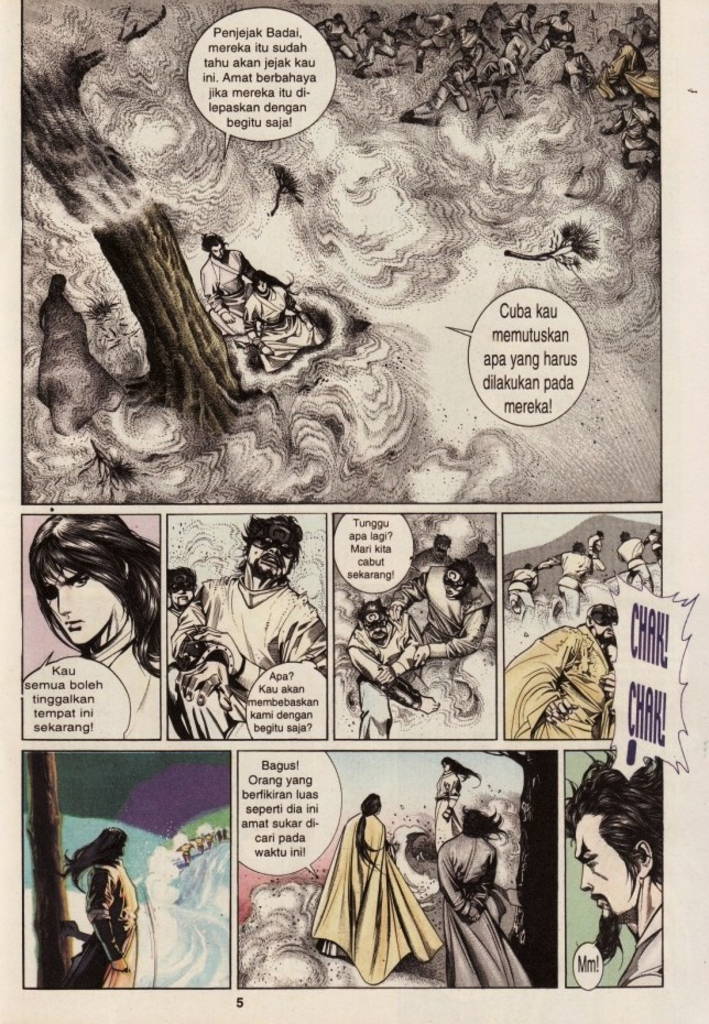 Penjejak Badai,
mereka itu sudah
tahu akan jejak kau
ini. Amat berbahaya
jika mereka itu di-
lepaskan dengan
begitu saja!
Cuba kau
memutuskan
apa yang harus
dilakukan pada
mereka!
Kau
semua boleh
tinggalkan
tempat ini
sekarang!
Apa?
Kau akan
membebaskan
kami dengan
begitu saja?
Tunggu
apa lagi?
Mari kita
cabut
sekarang!
CHAK!
CHAK!
Bagus!
Orang yang
berfikiran luas
seperti dia ini
amat sukar di-
cari pada
waktu ini!
Mm!
5